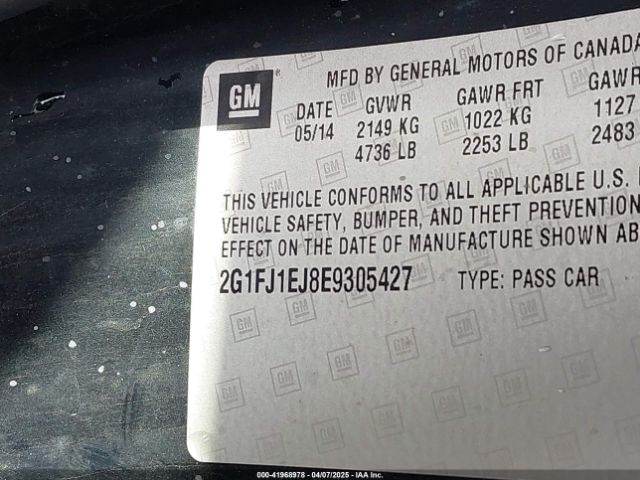 GM ®
MFD BY GENERAL MOTORS OF CANADA
DATE GVWR GAWR FRT GAWR
05/14 2149 KG 1022 KG 1127
4736 LB 2253 LB 2483
THIS VEHICLE CONFORMS TO ALL APPLICABLE U.S.
VEHICLE SAFETY, BUMPER, AND THEFT PREVENTION
EFFECT ON THE DATE OF MANUFACTURE SHOWN AB
2G1FJ1EJ8E9305427 TYPE: PASS CAR
000-41968978 - 04/07/2025 - IAA Inc.